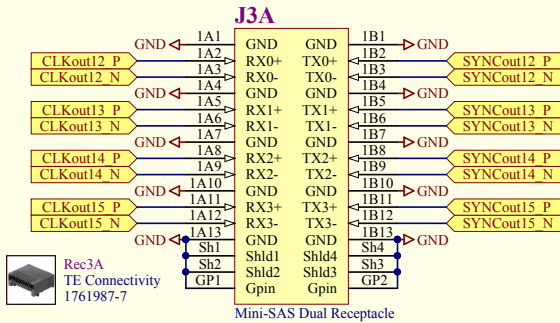 J3A
GND 1A1 GND GND 1B1 GND
CLKout12_P 1A2 RX0+ TX0+ 1B2 SYNCout12_P
CLKout12_N 1A3 RX0- TX0- 1B3 SYNCout12_N
GND 1A4 GND GND 1B4 GND
CLKout13_P 1A5 RX1+ TX1+ 1B5 SYNCout13_P
CLKout13_N 1A6 RX1- TX1- 1B6 SYNCout13_N
GND 1A7 GND GND 1B7 GND
CLKout14_P 1A8 RX2+ TX2+ 1B8 SYNCout14_P
CLKout14_N 1A9 RX2- TX2- 1B9 SYNCout14_N
GND 1A10 GND GND 1B10 GND
CLKout15_P 1A11 RX3+ TX3+ 1B11 SYNCout15_P
CLKout15_N 1A12 RX3- TX3- 1B12 SYNCout15_N
GND 1A13 GND GND 1B13 GND
Sh1 Shld1 Shld4 Sh4
Sh2 Shld2 Shld3 Sh3
GP1 Gpin Gpin GP2
Rec3A
TE Connectivity
1761987-7
Mini-SAS Dual Receptacle